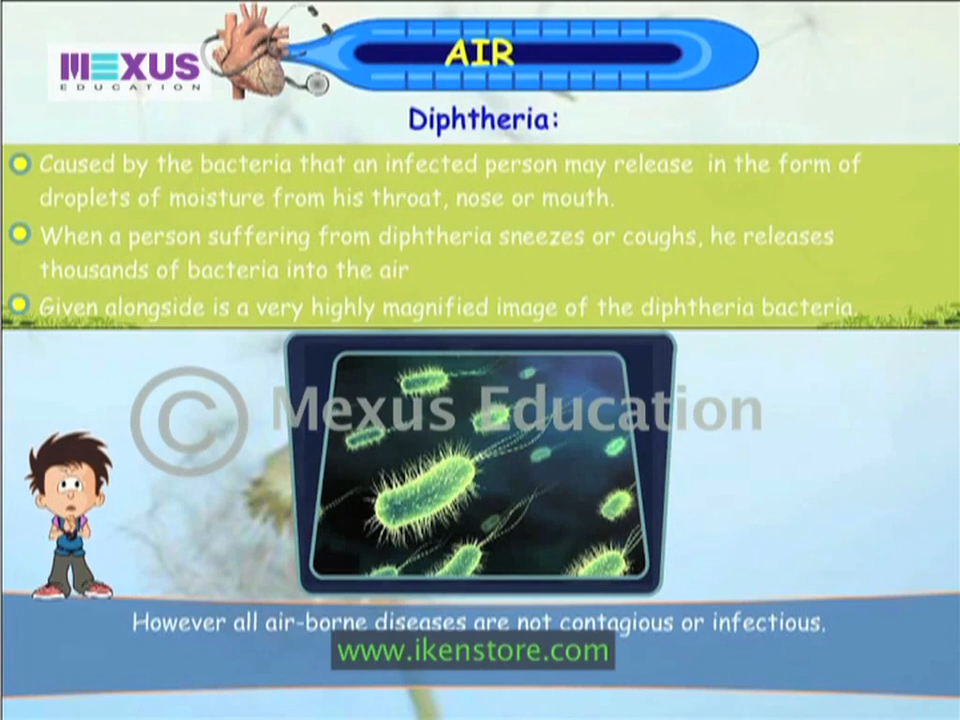 MEXUS
EDUCATION
AIR
Diphtheria:
Caused by the bacteria that an infected person may release in the form of
droplets of moisture from his throat, nose or mouth.
When a person suffering from diphtheria sneezes or coughs, he releases
thousands of bacteria into the air
Given alongside is a very highly magnified image of the diphtheria bacteria.
© Mexus Education
However all air-borne diseases are not contagious or infectious.
www.ikenstore.com